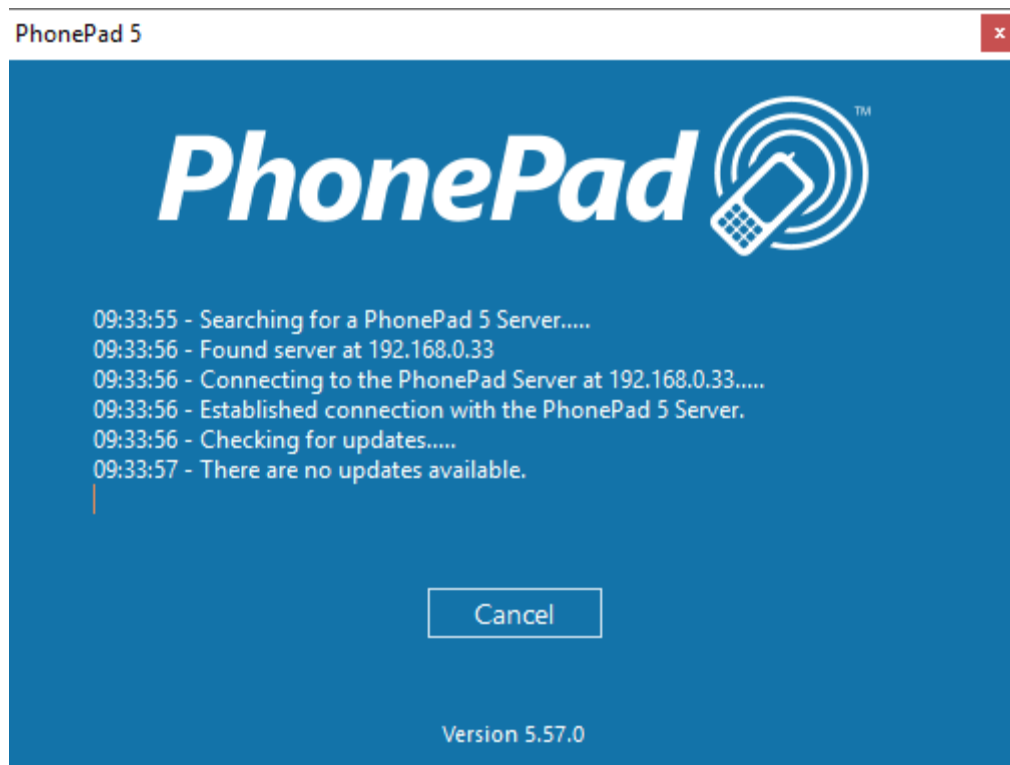 PhonePad 5
x
PhonePad™
09:33:55 - Searching for a PhonePad 5 Server.....
09:33:56 - Found server at 192.168.0.33
09:33:56 - Connecting to the PhonePad Server at 192.168.0.33.....
09:33:56 - Established connection with the PhonePad 5 Server.
09:33:56 - Checking for updates.....
09:33:57 - There are no updates available.
Cancel
Version 5.57.0